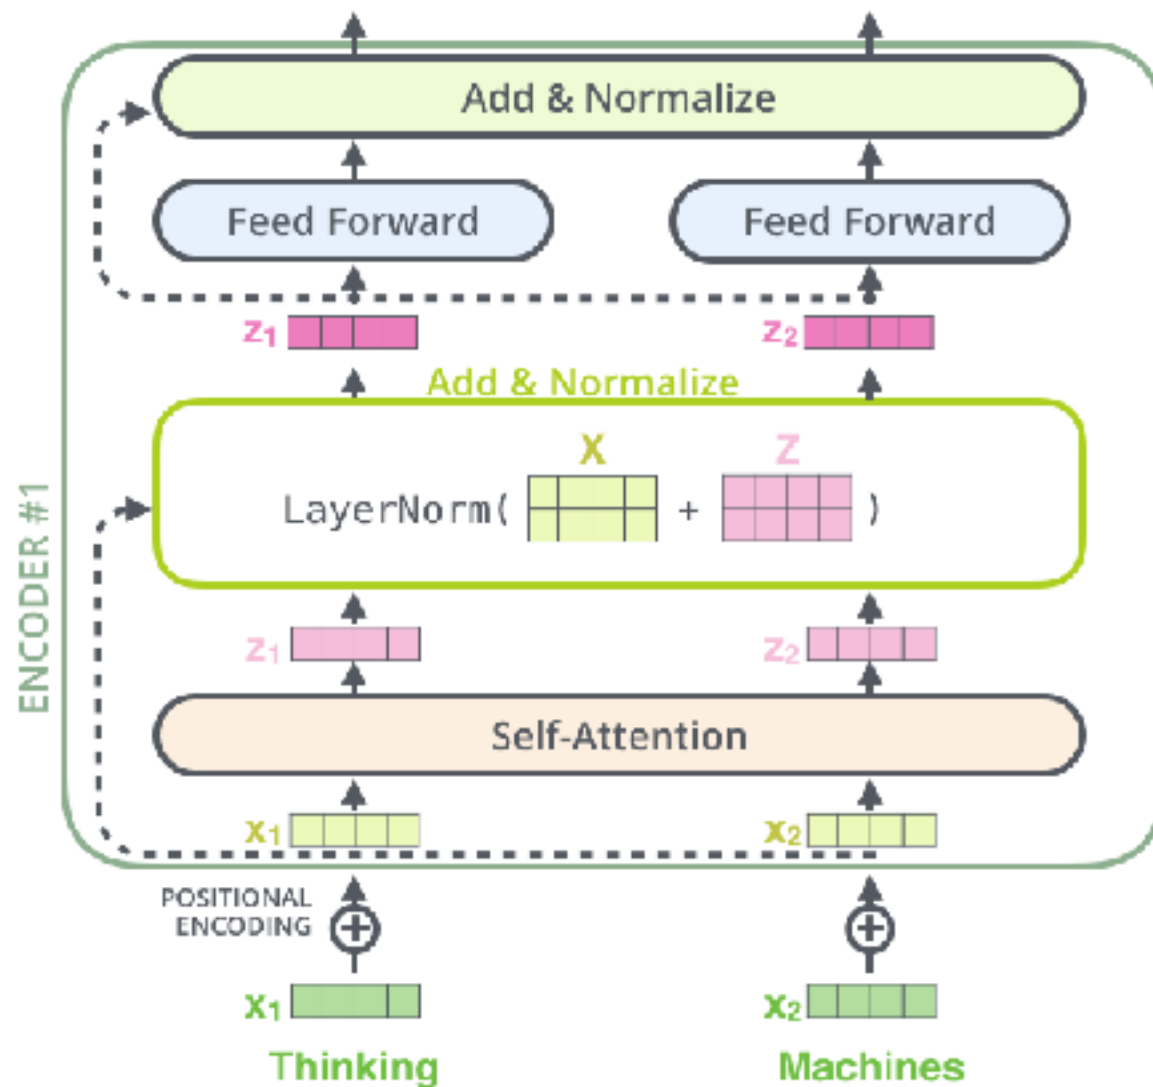 Add & Normalize
Feed Forward
Feed Forward
z1
z2
Add & Normalize
X
Z
LayerNorm(
+
)
ENCODER #1
z1
z2
Self-Attention
x1
x2
POSITIONAL
ENCODING
x1
x2
Thinking
Machines